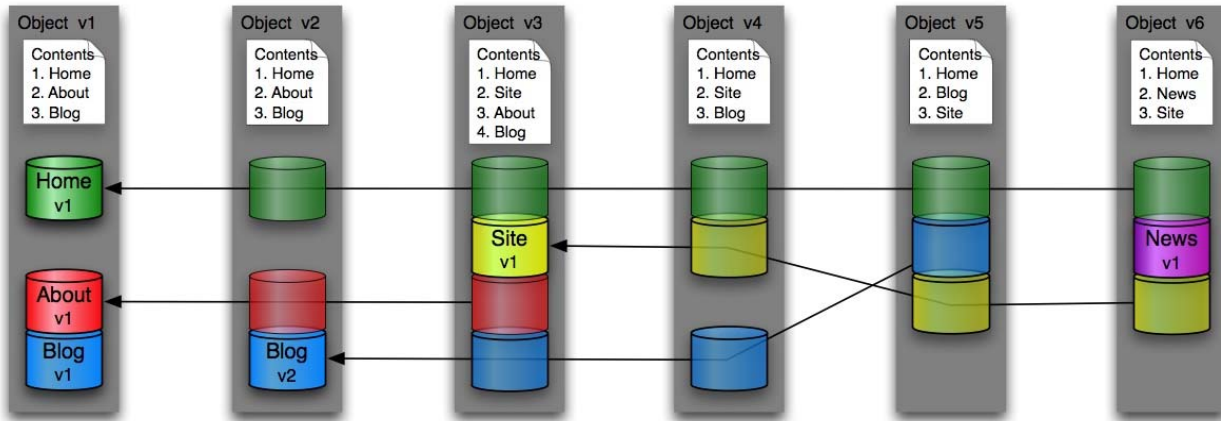 Object v1
Contents
1. Home
2. About
3. Blog
Home
v1
About
v1
Blog
v1
Object v2
Contents
1. Home
2. About
3. Blog
Blog
v2
Object v3
Contents
1. Home
2. Site
3. About
4. Blog
Site
v1
Object v4
Contents
1. Home
2. Site
3. Blog
Object v5
Contents
1. Home
2. Blog
3. Site
Object v6
Contents
1. Home
2. News
3. Site
News
v1